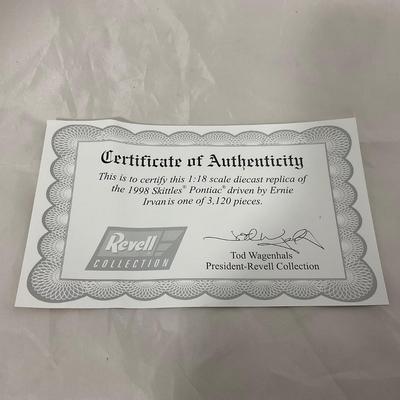 Certificate of Authenticity
This is to certify this 1:18 scale diecast replica of
the 1998 Skittles® Pontiac® driven by Ernie
Irvan is one of 3,120 pieces.
Revell®
COLLECTION
Tod Wagenhals
President-Revell Collection